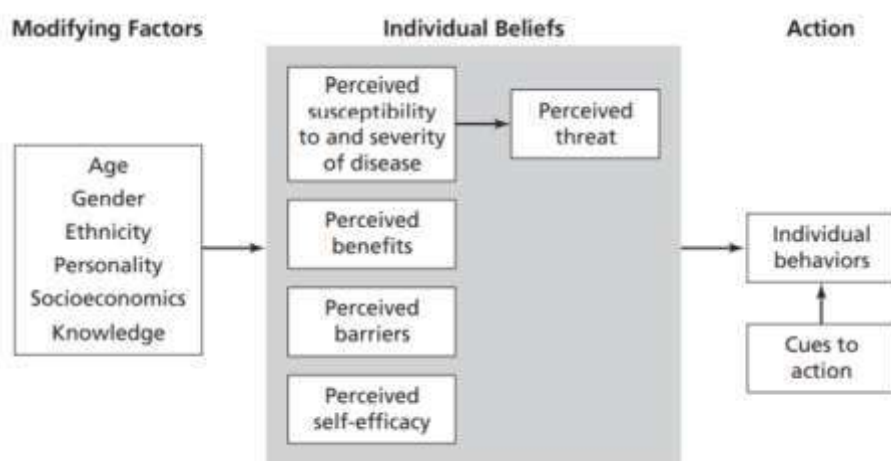 Modifying Factors
Individual Beliefs
Action
Age
Gender
Ethnicity
Personality
Socioeconomics
Knowledge
Perceived
susceptibility
to and severity
of disease
Perceived
threat
Perceived
benefits
Perceived
barriers
Perceived
self-efficacy
Individual
behaviors
Cues to
action